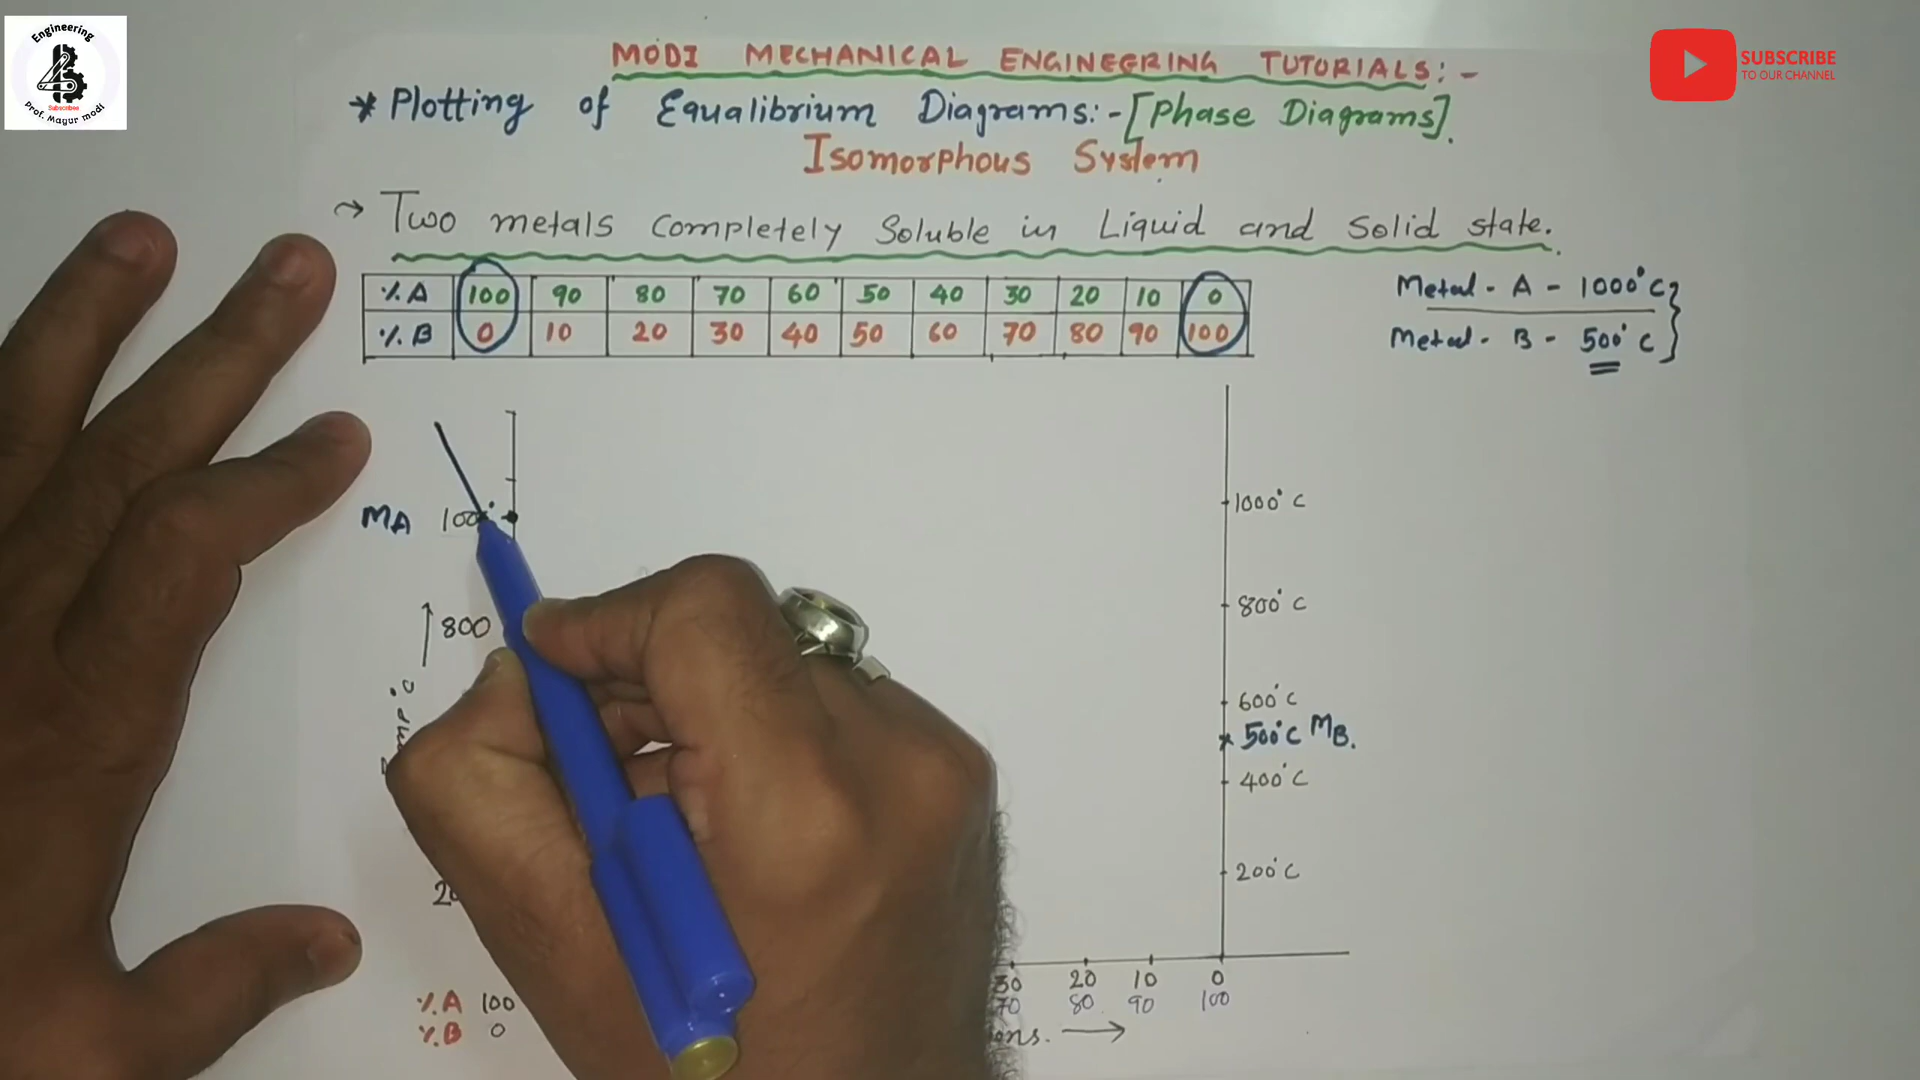 Engineering
Subscribes
Prof. Mayur modi
SUBSCRIBE
TO OUR CHANNEL
MODI MECHANICAL ENGINEERING TUTORIALS:-
* Plotting of Equalibrium Diagrams:-[Phase Diagrams].
Isomorphous System
→ Two metals Completely Soluble in Liquid and Solid state.
%A 100 90 80 70 60 50 40 30 20 10 0
%B 0 10 20 30 40 50 60 70 80 90 100
Metal - A - 1000°C
Metal - B - 500°C
MA 100
800
1000°C
800°C
600°C
500°C MB.
400°C
200°C
30 20 10 0
%A 100 70 80 90 100
%B 0
→